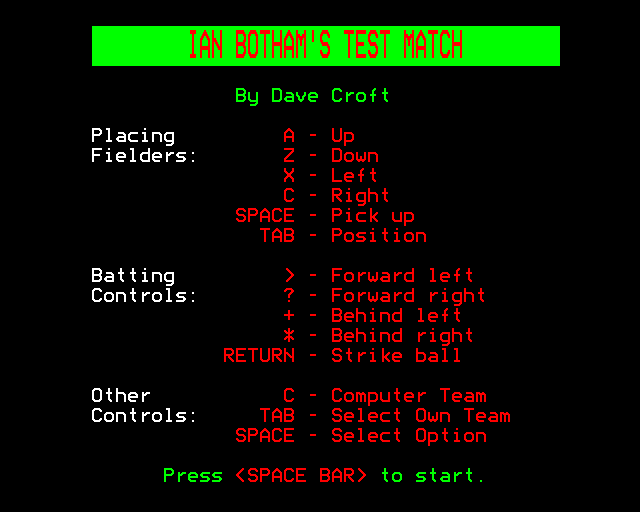 IAN BOTHAM'S TEST MATCH
By Dave Croft
Placing A - Up
Fielders: Z - Down
X - Left
C - Right
SPACE - Pick up
TAB - Position
Batting > - Forward left
Controls: ? - Forward right
+ - Behind left
* - Behind right
RETURN - Strike ball
Other C - Computer Team
Controls: TAB - Select Own Team
SPACE - Select Option
Press <SPACE BAR> to start.